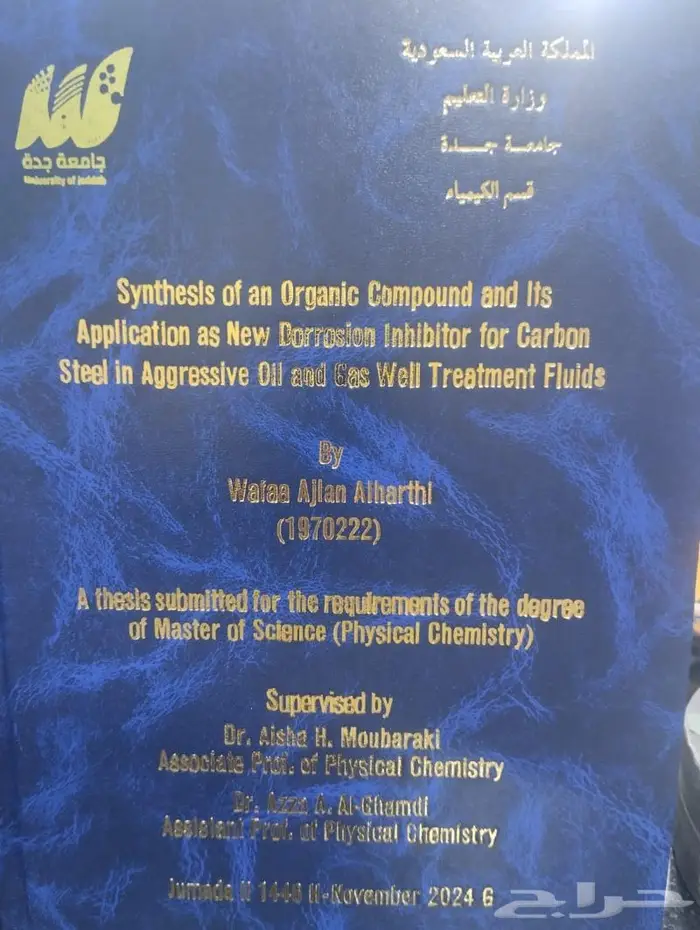 المملكة العربية السعودية
وزارة التعليم
جامعة جدة
قسم الكيمياء
جامعة جدة
University of Jeddah
Synthesis of an Organic Compound and Its
Application as New Corrosion Inhibitor for Carbon
Steel in Aggressive Oil and Gas Well Treatment Fluids
By
Wafaa Ajlan Alharthi
(1970222)
A thesis submitted for the requirements of the degree
of Master of Science (Physical Chemistry)
Supervised by
Dr. Aisha H. Moubaraki
Associate Prof. of Physical Chemistry
Dr. Azza A. Al-Ghamdi
Assistant Prof. of Physical Chemistry
Jumada II 1446 H-November 2024 G
حراج